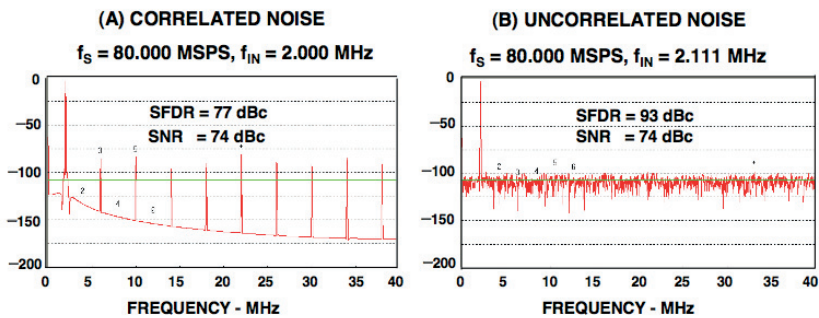 (A) CORRELATED NOISE
fS = 80.000 MSPS, fIN = 2.000 MHz
SFDR = 77 dBc
SNR = 74 dBc
0
−50
−100
−150
−200
3
5
2
4
6
0 5 10 15 20 25 30 35 40
FREQUENCY - MHz
(B) UNCORRELATED NOISE
fS = 80.000 MSPS, fIN = 2.111 MHz
SFDR = 93 dBc
SNR = 74 dBc
0
−50
−100
−150
−200
2
3
4
5
6
0 5 10 15 20 25 30 35 40
FREQUENCY - MHz